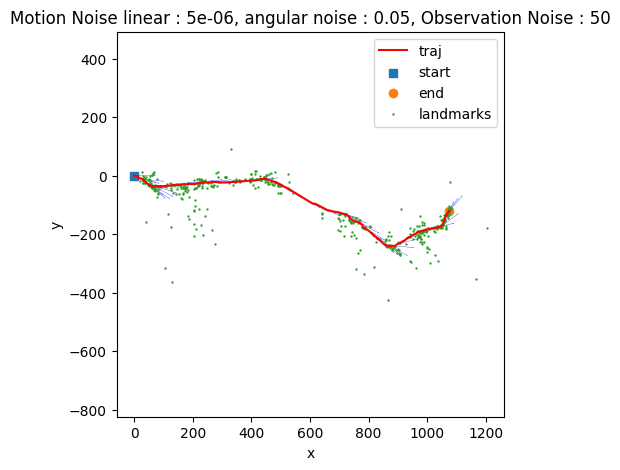 Motion Noise linear : 5e-06, angular noise : 0.05, Observation Noise : 50
traj
start
end
landmarks
400
200
0
−200
−400
−600
−800
y
0 200 400 600 800 1000 1200
x